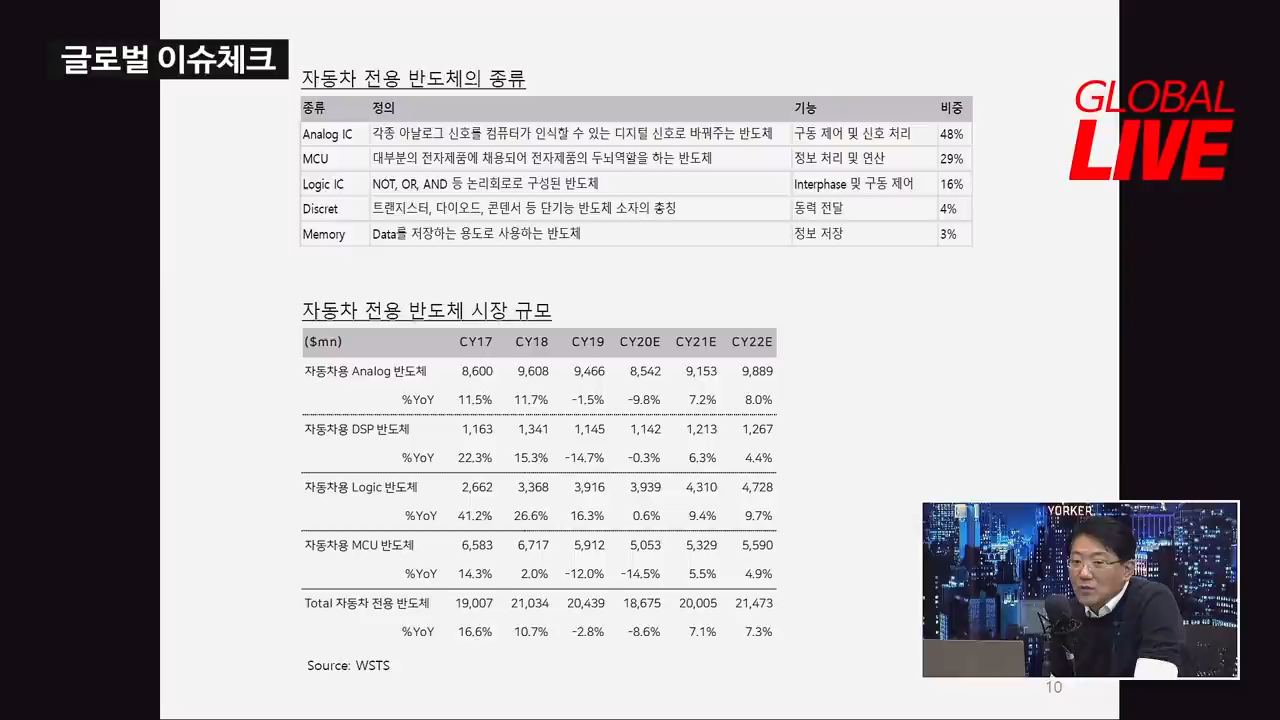 글로벌 이슈체크
GLOBAL
LIVE
자동차 전용 반도체의 종류
종류 정의 기능 비중
Analog IC 각종 아날로그 신호를 컴퓨터가 인식할 수 있는 디지털 신호로 바꿔주는 반도체 구동 제어 및 신호 처리 48%
MCU 대부분의 전자제품에 채용되어 전자제품의 두뇌역할을 하는 반도체 정보 처리 및 연산 29%
Logic IC NOT, OR, AND 등 논리회로로 구성된 반도체 Interphase 및 구동 제어 16%
Discret 트랜지스터, 다이오드, 콘덴서 등 단기능 반도체 소자의 총칭 동력 전달 4%
Memory Data를 저장하는 용도로 사용하는 반도체 정보 저장 3%
자동차 전용 반도체 시장 규모
($mn) CY17 CY18 CY19 CY20E CY21E CY22E
자동차용 Analog 반도체 8,600 9,608 9,466 8,542 9,153 9,889
%YoY 11.5% 11.7% -1.5% -9.8% 7.2% 8.0%
자동차용 DSP 반도체 1,163 1,341 1,145 1,142 1,213 1,267
%YoY 22.3% 15.3% -14.7% -0.3% 6.3% 4.4%
자동차용 Logic 반도체 2,662 3,368 3,916 3,939 4,310 4,728
%YoY 41.2% 26.6% 16.3% 0.6% 9.4% 9.7%
자동차용 MCU 반도체 6,583 6,717 5,912 5,053 5,329 5,590
%YoY 14.3% 2.0% -12.0% -14.5% 5.5% 4.9%
Total 자동차 전용 반도체 19,007 21,034 20,439 18,675 20,005 21,473
%YoY 16.6% 10.7% -2.8% -8.6% 7.1% 7.3%
Source: WSTS
YORKER
10